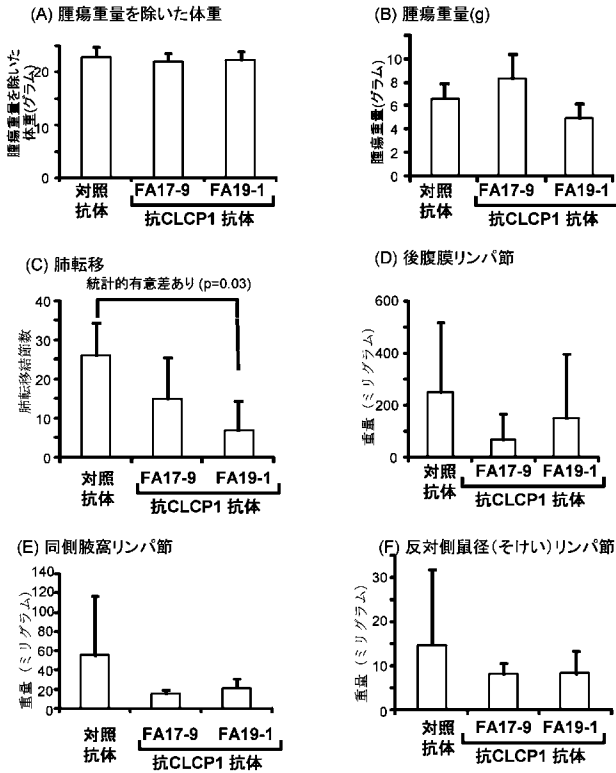 (A) 腫瘍重量を除いた体重
腫瘍重量を除いた
体重(グラム)
20
10
0
対照
抗体
FA17-9 FA19-1
抗CLCP1 抗体
(B) 腫瘍重量(g)
腫瘍重量(グラム)
10
8
6
4
2
0
対照
抗体
FA17-9 FA19-1
抗CLCP1 抗体
(C) 肺転移
統計的有意差あり (p=0.03)
肺転移結節数
40
30
20
10
0
対照
抗体
FA17-9 FA19-1
抗CLCP1 抗体
(D) 後腹膜リンパ節
重量(ミリグラム)
600
400
200
0
対照
抗体
FA17-9 FA19-1
抗CLCP1 抗体
(E) 同側腋窩リンパ節
重量(ミリグラム)
140
120
100
80
60
40
20
0
対照
抗体
FA17-9 FA19-1
抗CLCP1 抗体
(F) 反対側鼠径(そけい)リンパ節
重量(ミリグラム)
30
20
10
0
対照
抗体
FA17-9 FA19-1
抗CLCP1 抗体